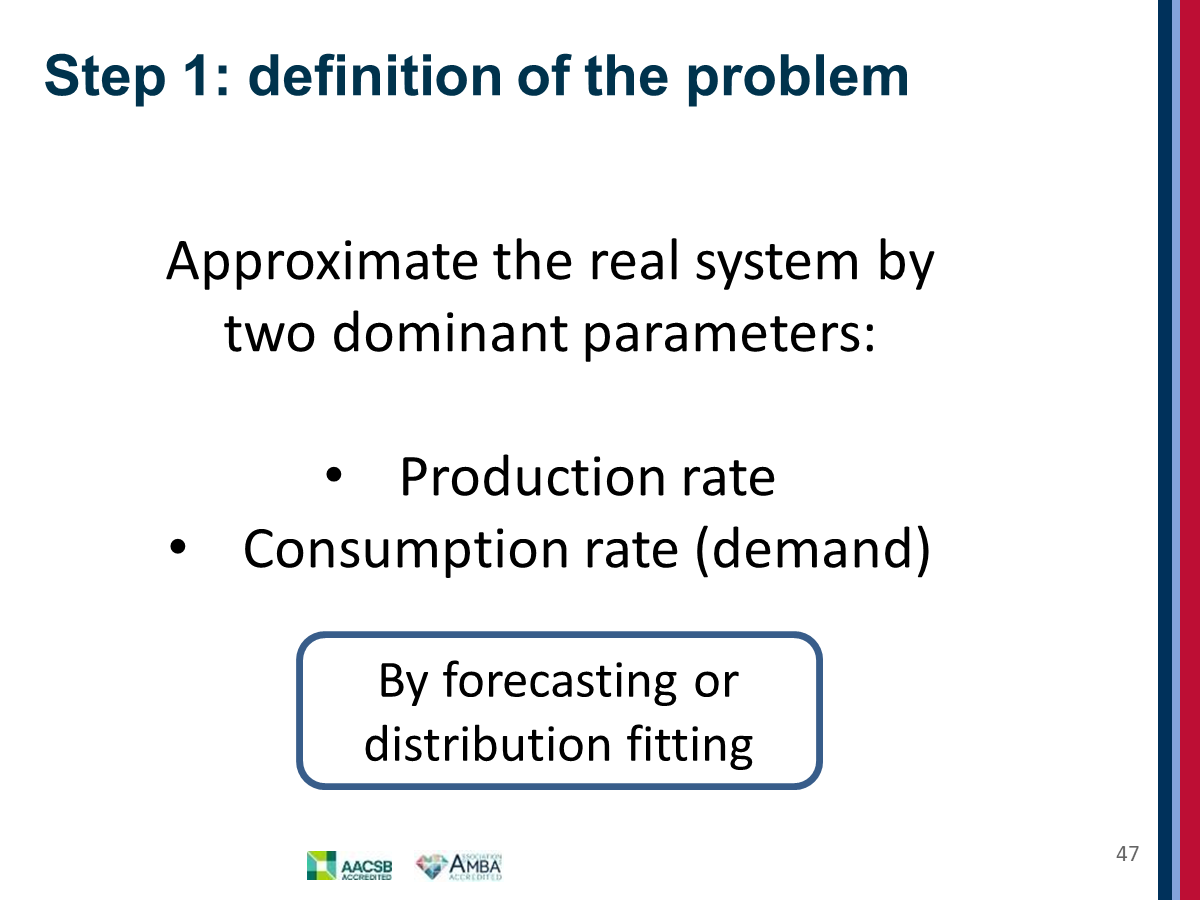 Step 1: definition of the problem
Approximate the real system by
two dominant parameters:
• Production rate
• Consumption rate (demand)
By forecasting or
distribution fitting
AACSB
ACCREDITED
ASSOCIATION
AMBA
ACCREDITED
47